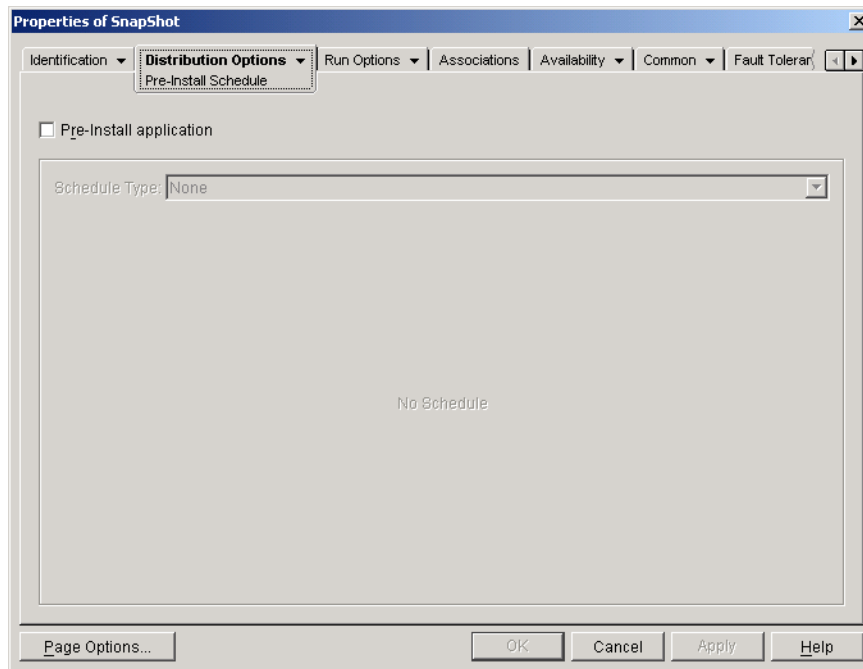 Properties of SnapShot
Identification Distribution Options Run Options Associations Availability Common Fault Toleran
Pre-Install Schedule
Pre-Install application
Schedule Type: None
No Schedule
Page Options... OK Cancel Apply Help